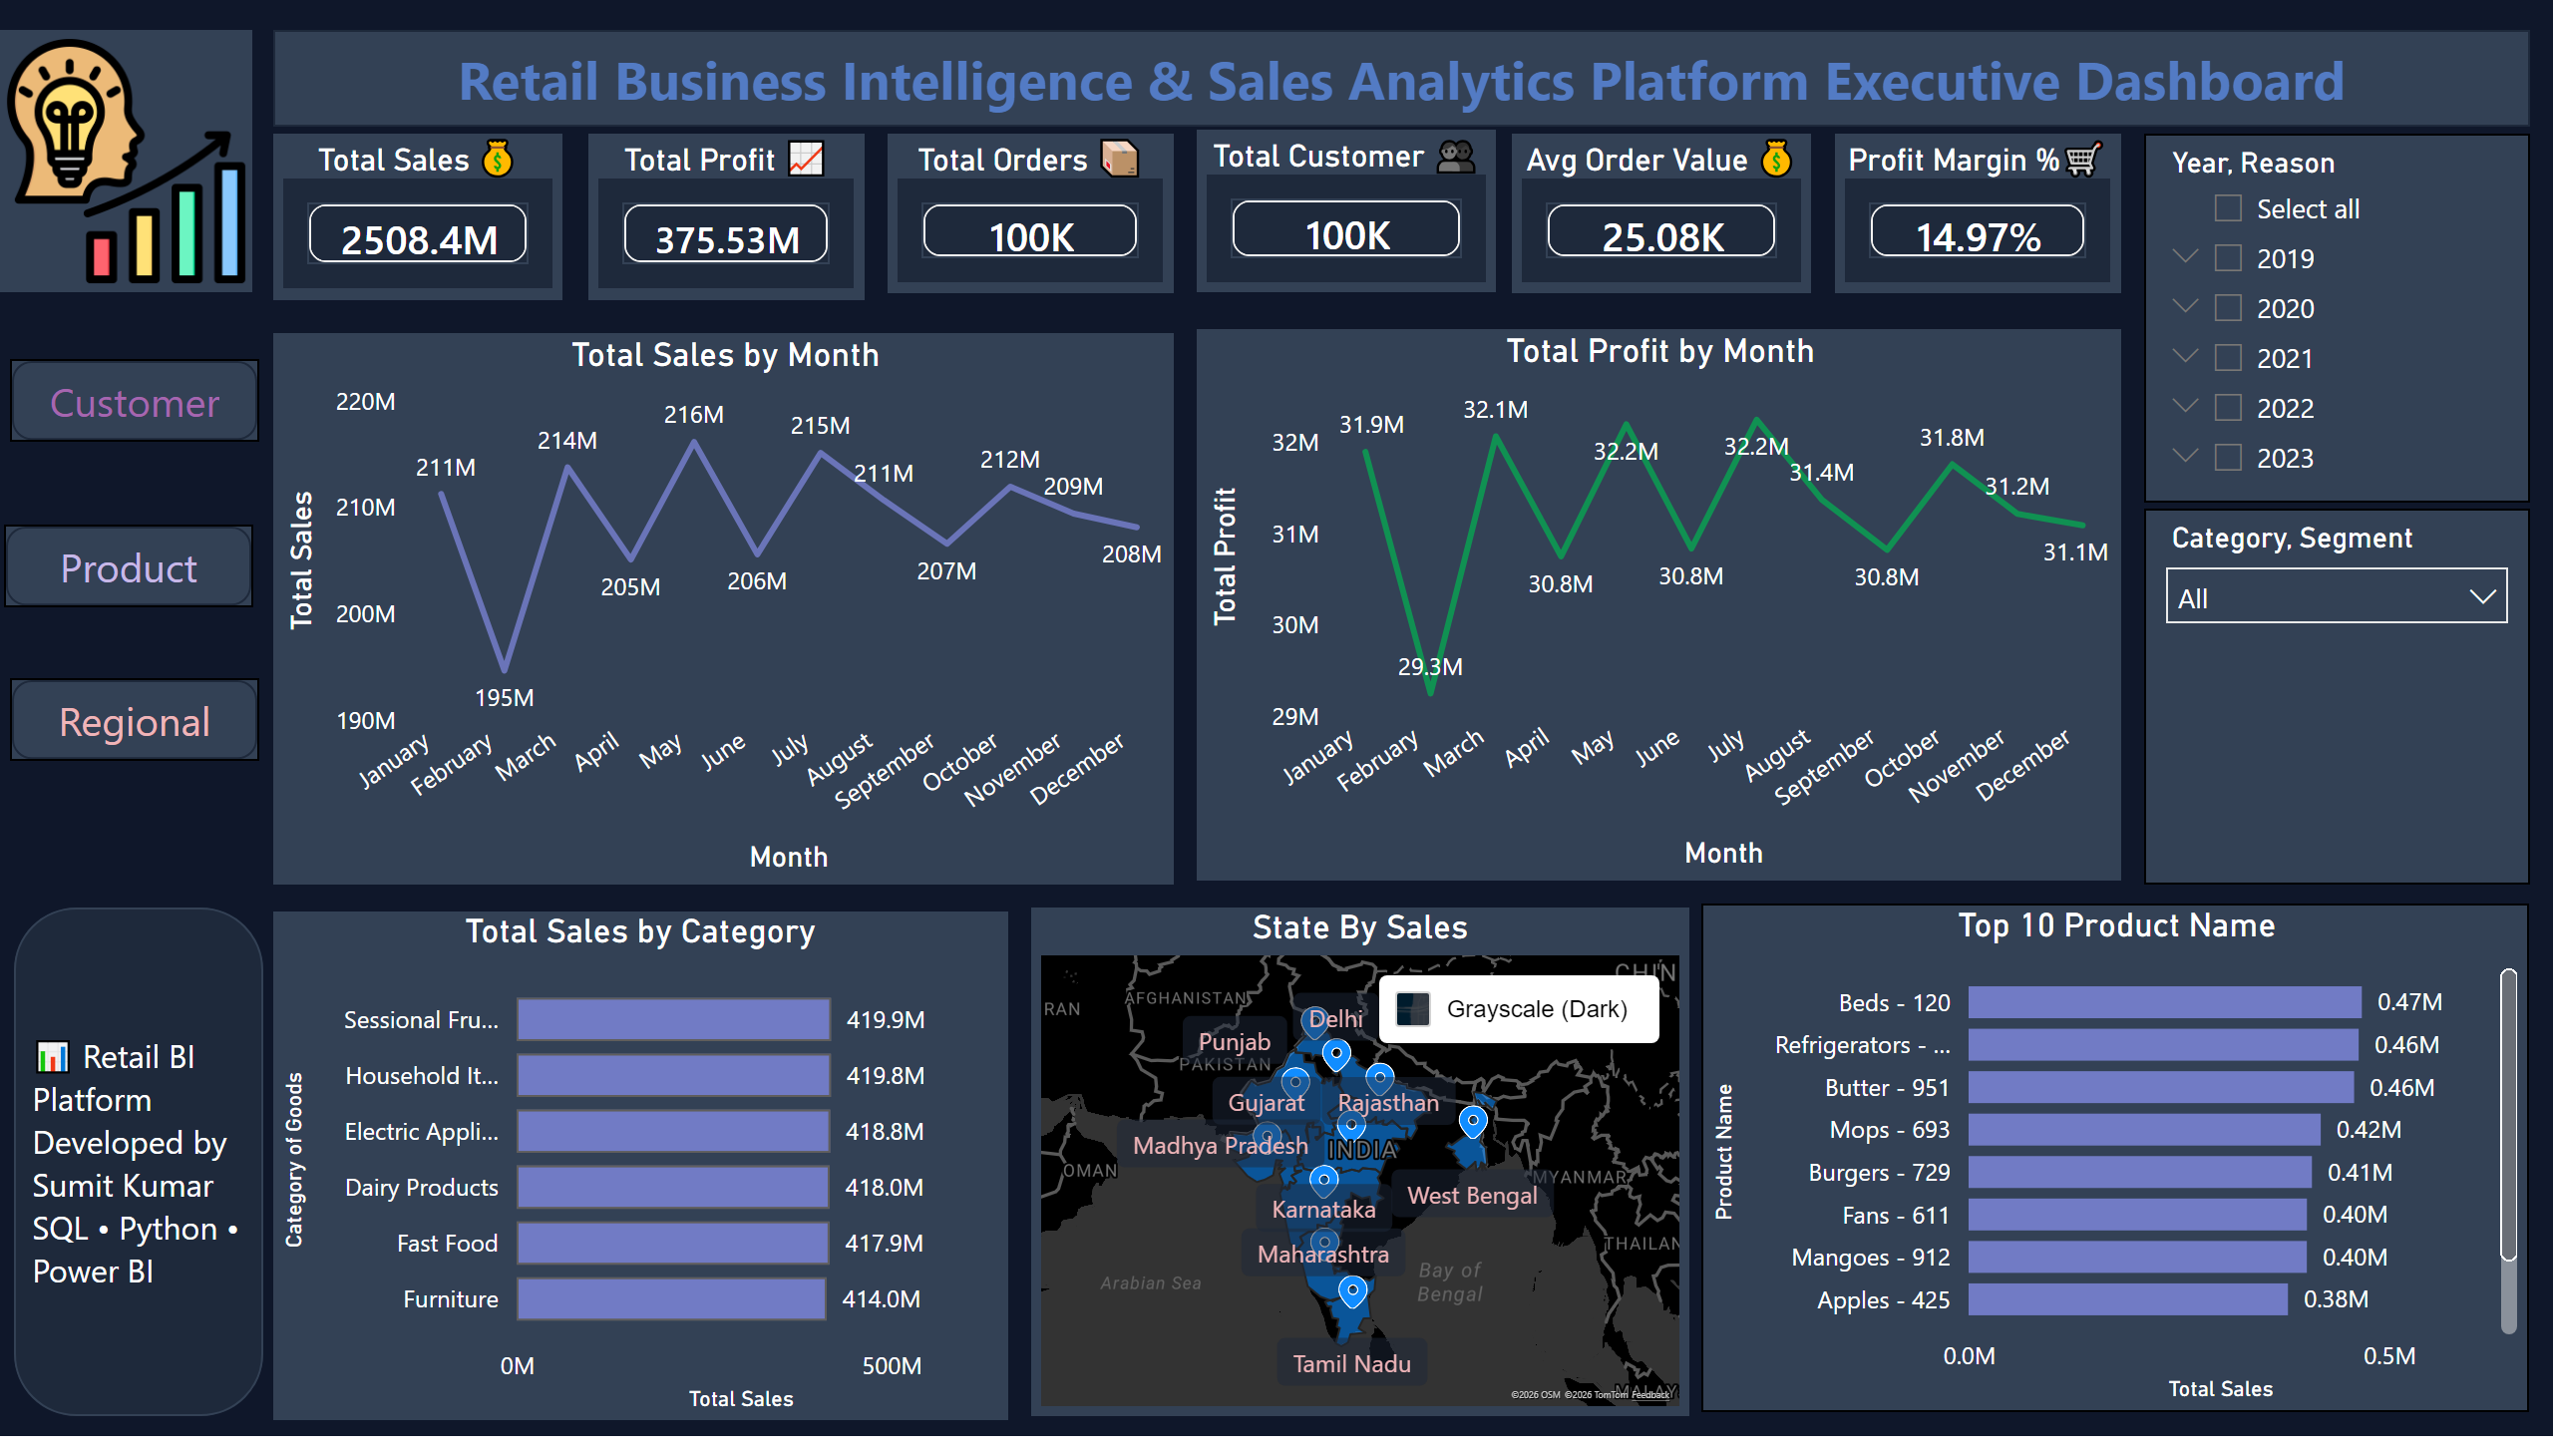 Retail Business Intelligence & Sales Analytics Platform Executive Dashboard
Total Sales
2508.4M
Total Profit
375.53M
Total Orders
100K
Total Customer
100K
Avg Order Value
25.08K
Profit Margin %
14.97%
Year, Reason
Select all
2019
2020
2021
2022
2023
Category, Segment
All
Customer
Product
Regional
Total Sales by Month
Total Sales
220M
210M
200M
190M
211M
195M
214M
205M
216M
206M
215M
211M
207M
212M
209M
208M
January
February
March
April
May
June
July
August
September
October
November
December
Month
Total Profit by Month
Total Profit
32M
31M
30M
29M
31.9M
29.3M
32.1M
30.8M
32.2M
30.8M
32.2M
31.4M
30.8M
31.8M
31.2M
31.1M
January
February
March
April
May
June
July
August
September
October
November
December
Month
Retail BI
Platform
Developed by
Sumit Kumar
SQL • Python •
Power BI
Total Sales by Category
Category of Goods
Sessional Fru...
419.9M
Household It...
419.8M
Electric Appli...
418.8M
Dairy Products
418.0M
Fast Food
417.9M
Furniture
414.0M
0M
500M
Total Sales
State By Sales
Grayscale (Dark)
AFGHANISTAN
RAN
Delhi
Punjab
PAKISTAN
Gujarat
Rajasthan
Madhya Pradesh
INDIA
OMAN
MYANMAR
West Bengal
Karnataka
THAILAN
Maharashtra
Arabian Sea
Bay of
Bengal
Tamil Nadu
MALAY
©2026 OSM ©2026 TomTom Feedback
Top 10 Product Name
Product Name
Beds - 120
0.47M
Refrigerators - ...
0.46M
Butter - 951
0.46M
Mops - 693
0.42M
Burgers - 729
0.41M
Fans - 611
0.40M
Mangoes - 912
0.40M
Apples - 425
0.38M
0.0M
0.5M
Total Sales